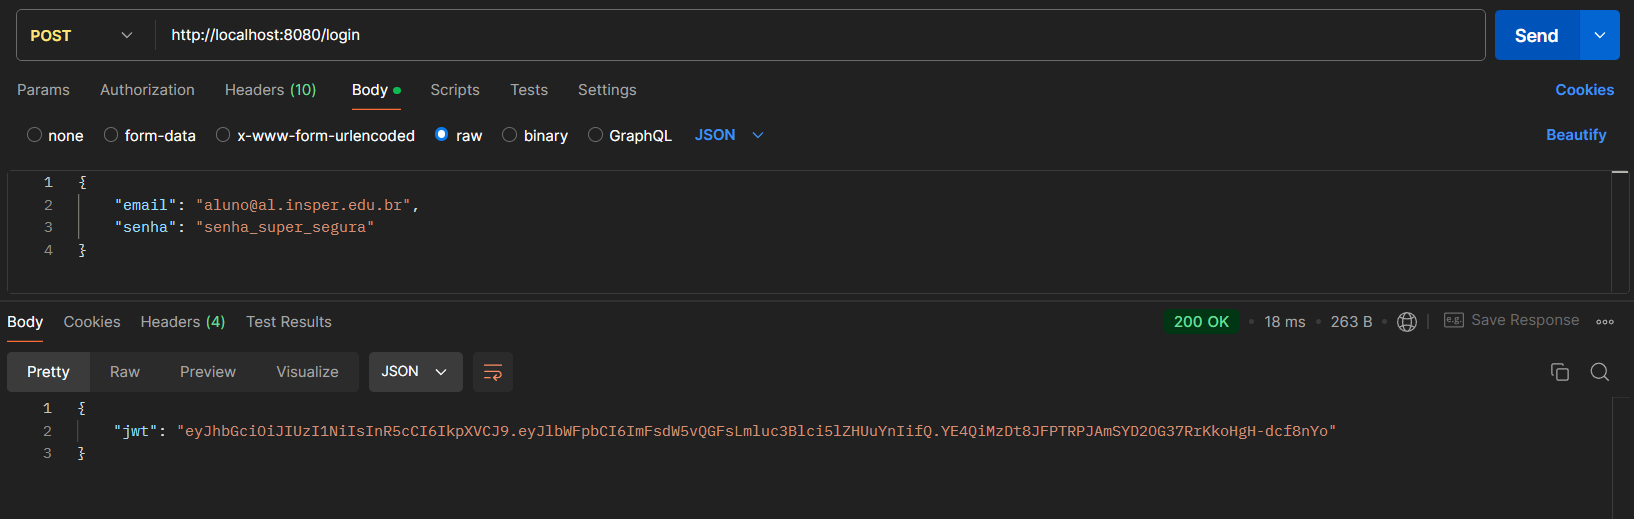 POST http://localhost:8080/login Send
Params Authorization Headers (10) Body Scripts Tests Settings Cookies
none form-data x-www-form-urlencoded raw binary GraphQL JSON Beautify
1 {
2 "email": "aluno@al.insper.edu.br",
3 "senha": "senha_super_segura"
4 }
Body Cookies Headers (4) Test Results 200 OK 18 ms 263 B e.g. Save Response
Pretty Raw Preview Visualize JSON
1 {
2 "jwt": "eyJhbGciOiJIUzI1NiIsInR5cCI6IkpXVCJ9.eyJlbWFpbCI6ImFsdW5vQGFsLmluc3Blci5lZHUuYnIifQ.YE4QiMzDt8JFPTRPJAmSYD2OG37RrKkoHgH-dcf8nYo"
3 }